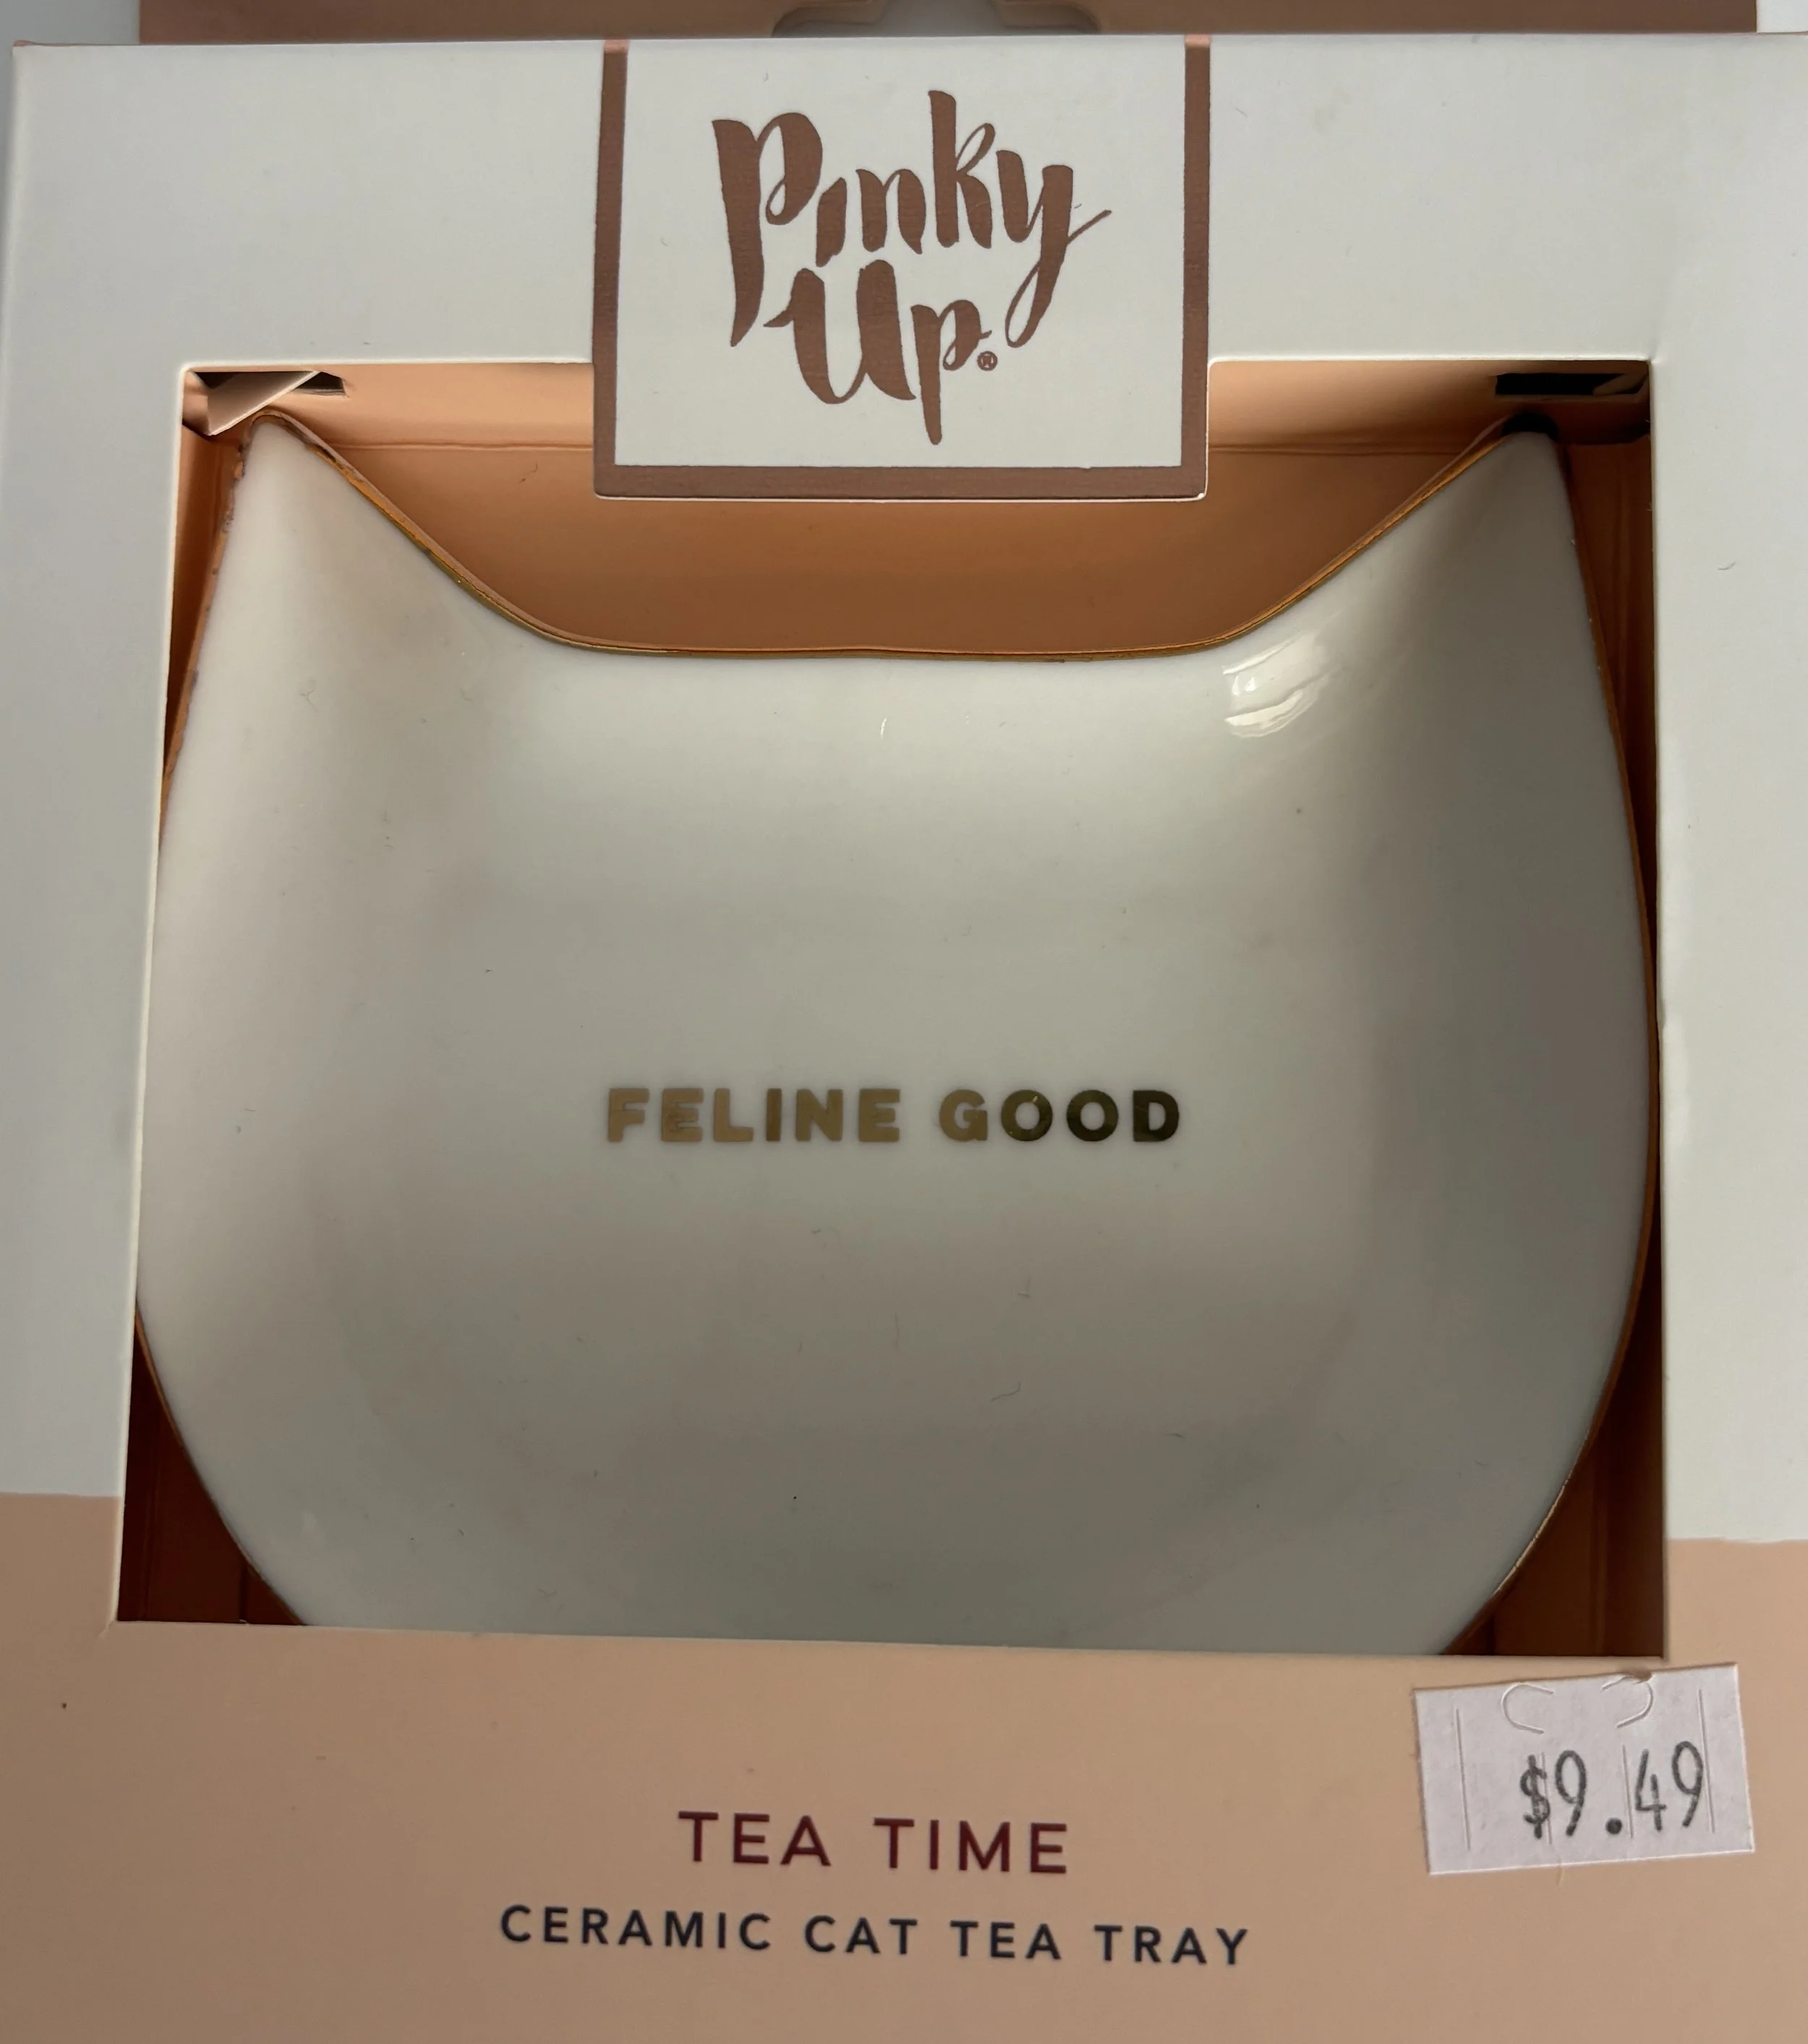 Pinky
Up®
FELINE GOOD
TEA TIME
CERAMIC CAT TEA TRAY
$9.49